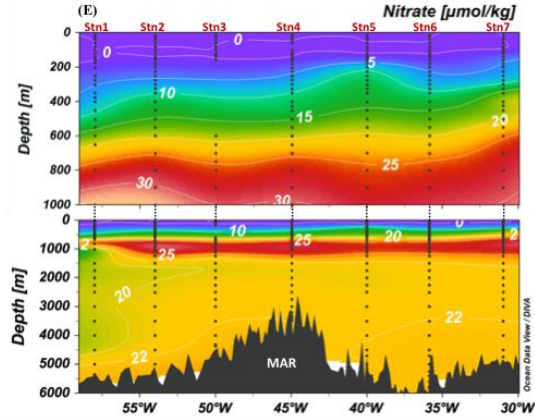 (E) Nitrate [µmol/kg]
Stn1 Stn2 Stn3 Stn4 Stn5 Stn6 Stn7
0
200
400
600
800
1000
Depth [m]
0 0 5
10 15 20
25
30 30
0
1000
2000
3000
4000
5000
6000
Depth [m]
10 20 0
2 25 25 25 2
20
22 22
MAR
55°W 50°W 45°W 40°W 35°W 30°W
Ocean Data View / DIVA